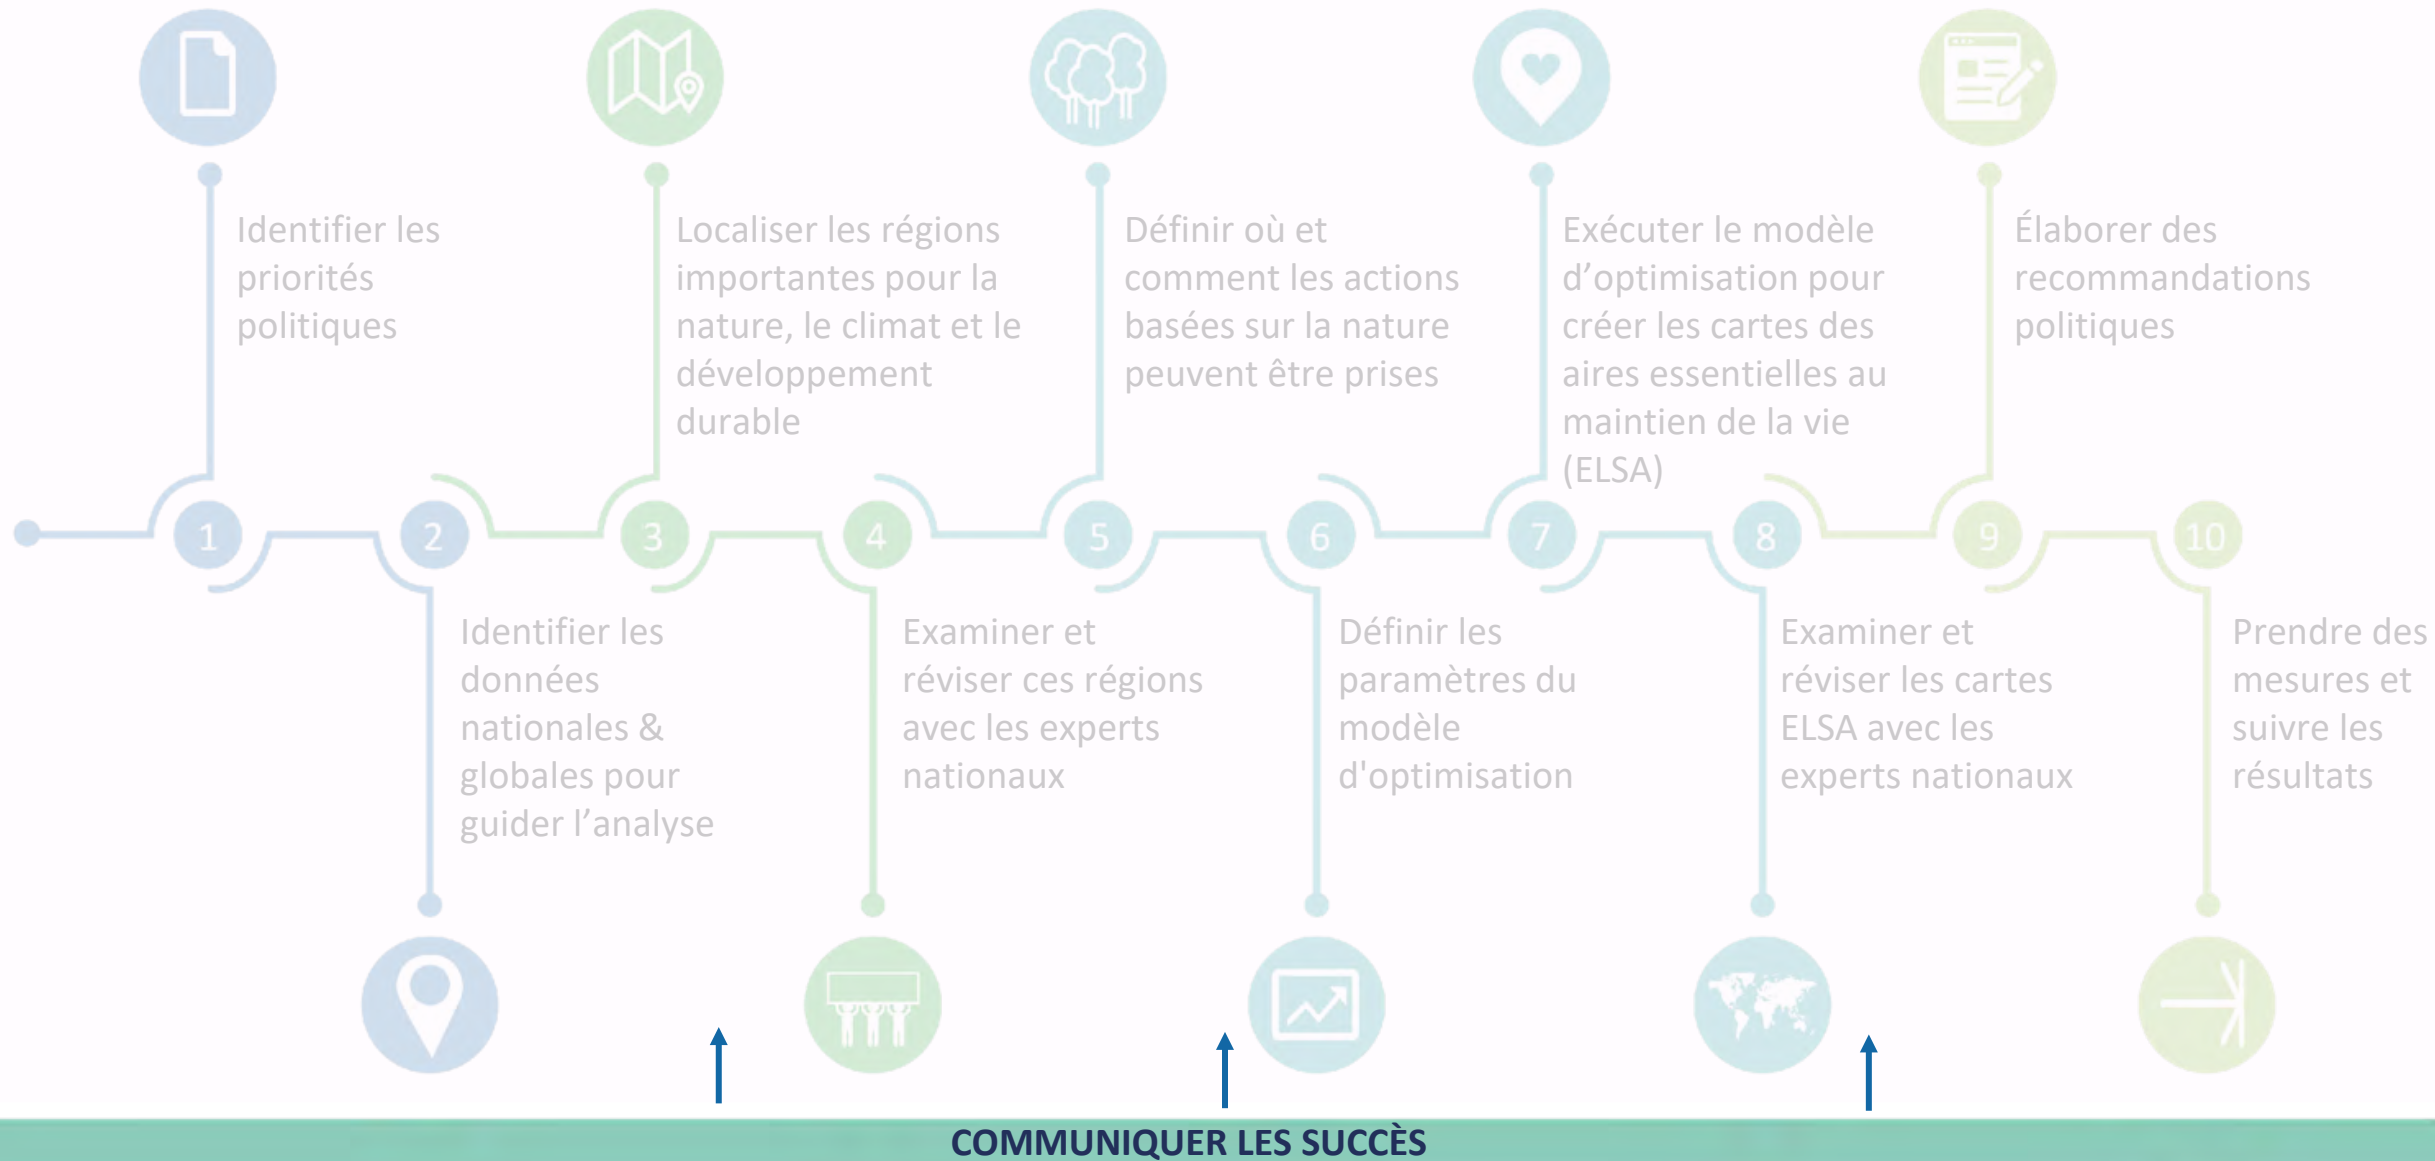 Identifier les
priorités
politiques
Localiser les régions
importantes pour la
nature, le climat et le
développement
durable
Définir où et
comment les actions
basées sur la nature
peuvent être prises
Exécuter le modèle
d’optimisation pour
créer les cartes des
aires essentielles au
maintien de la vie
(ELSA)
Élaborer des
recommandations
politiques
1
2
3
4
5
6
7
8
9
10
Identifier les
données
nationales &
globales pour
guider l’analyse
Examiner et
réviser ces régions
avec les experts
nationaux
Définir les
paramètres du
modèle
d'optimisation
Examiner et
réviser les cartes
ELSA avec les
experts nationaux
Prendre des
mesures et
suivre les
résultats
COMMUNIQUER LES SUCCÈS